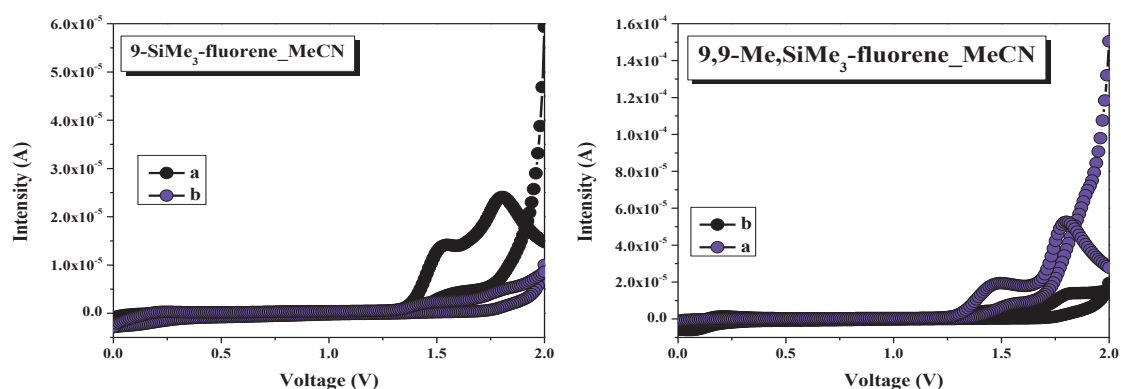 9-SiMe₃-fluorene_MeCN
6.0x10⁻⁵
5.0x10⁻⁵
4.0x10⁻⁵
3.0x10⁻⁵
2.0x10⁻⁵
1.0x10⁻⁵
0.0
Intensity (A)
a
b
0.0
0.5
1.0
1.5
2.0
Voltage (V)
9,9-Me,SiMe₃-fluorene_MeCN
1.6x10⁻⁴
1.4x10⁻⁴
1.2x10⁻⁴
1.0x10⁻⁴
8.0x10⁻⁵
6.0x10⁻⁵
4.0x10⁻⁵
2.0x10⁻⁵
0.0
Intensity (A)
b
a
0.0
0,5
1.0
1.5
2.0
Voltage (V)